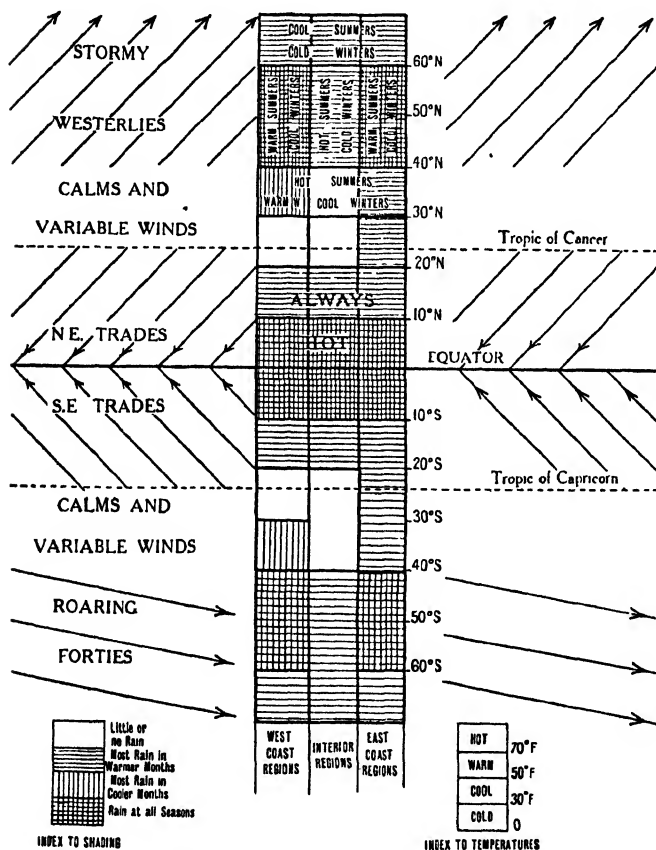 COOL SUMMERS
COLD WINTERS
STORMY
60°N
WARM SUMMERS
COOL WINTERS
HOT SUMMERS
COLD WINTERS
WARM SUMMERS
COLD WINTERS
50°N
WESTERLIES
40°N
CALMS AND
HOT SUMMERS
WARM W COOL WINTERS
30°N
VARIABLE WINDS
Tropic of Cancer
20°N
ALWAYS
10°N
N.E. TRADES
HOT
EQUATOR
S.E TRADES
10°S
20°S
Tropic of Capricorn
CALMS AND
30°S
VARIABLE WINDS
40°S
ROARING
50°S
FORTIES
60°S
WEST COAST REGIONS
INTERIOR REGIONS
EAST COAST REGIONS
Little or
no Rain
Most Rain in
Warmer Months
Most Rain in
Cooler Months
Rain at all Seasons
INDEX TO SHADING
HOT
70°F
WARM
50°F
COOL
30°F
COLD
0
INDEX TO TEMPERATURES